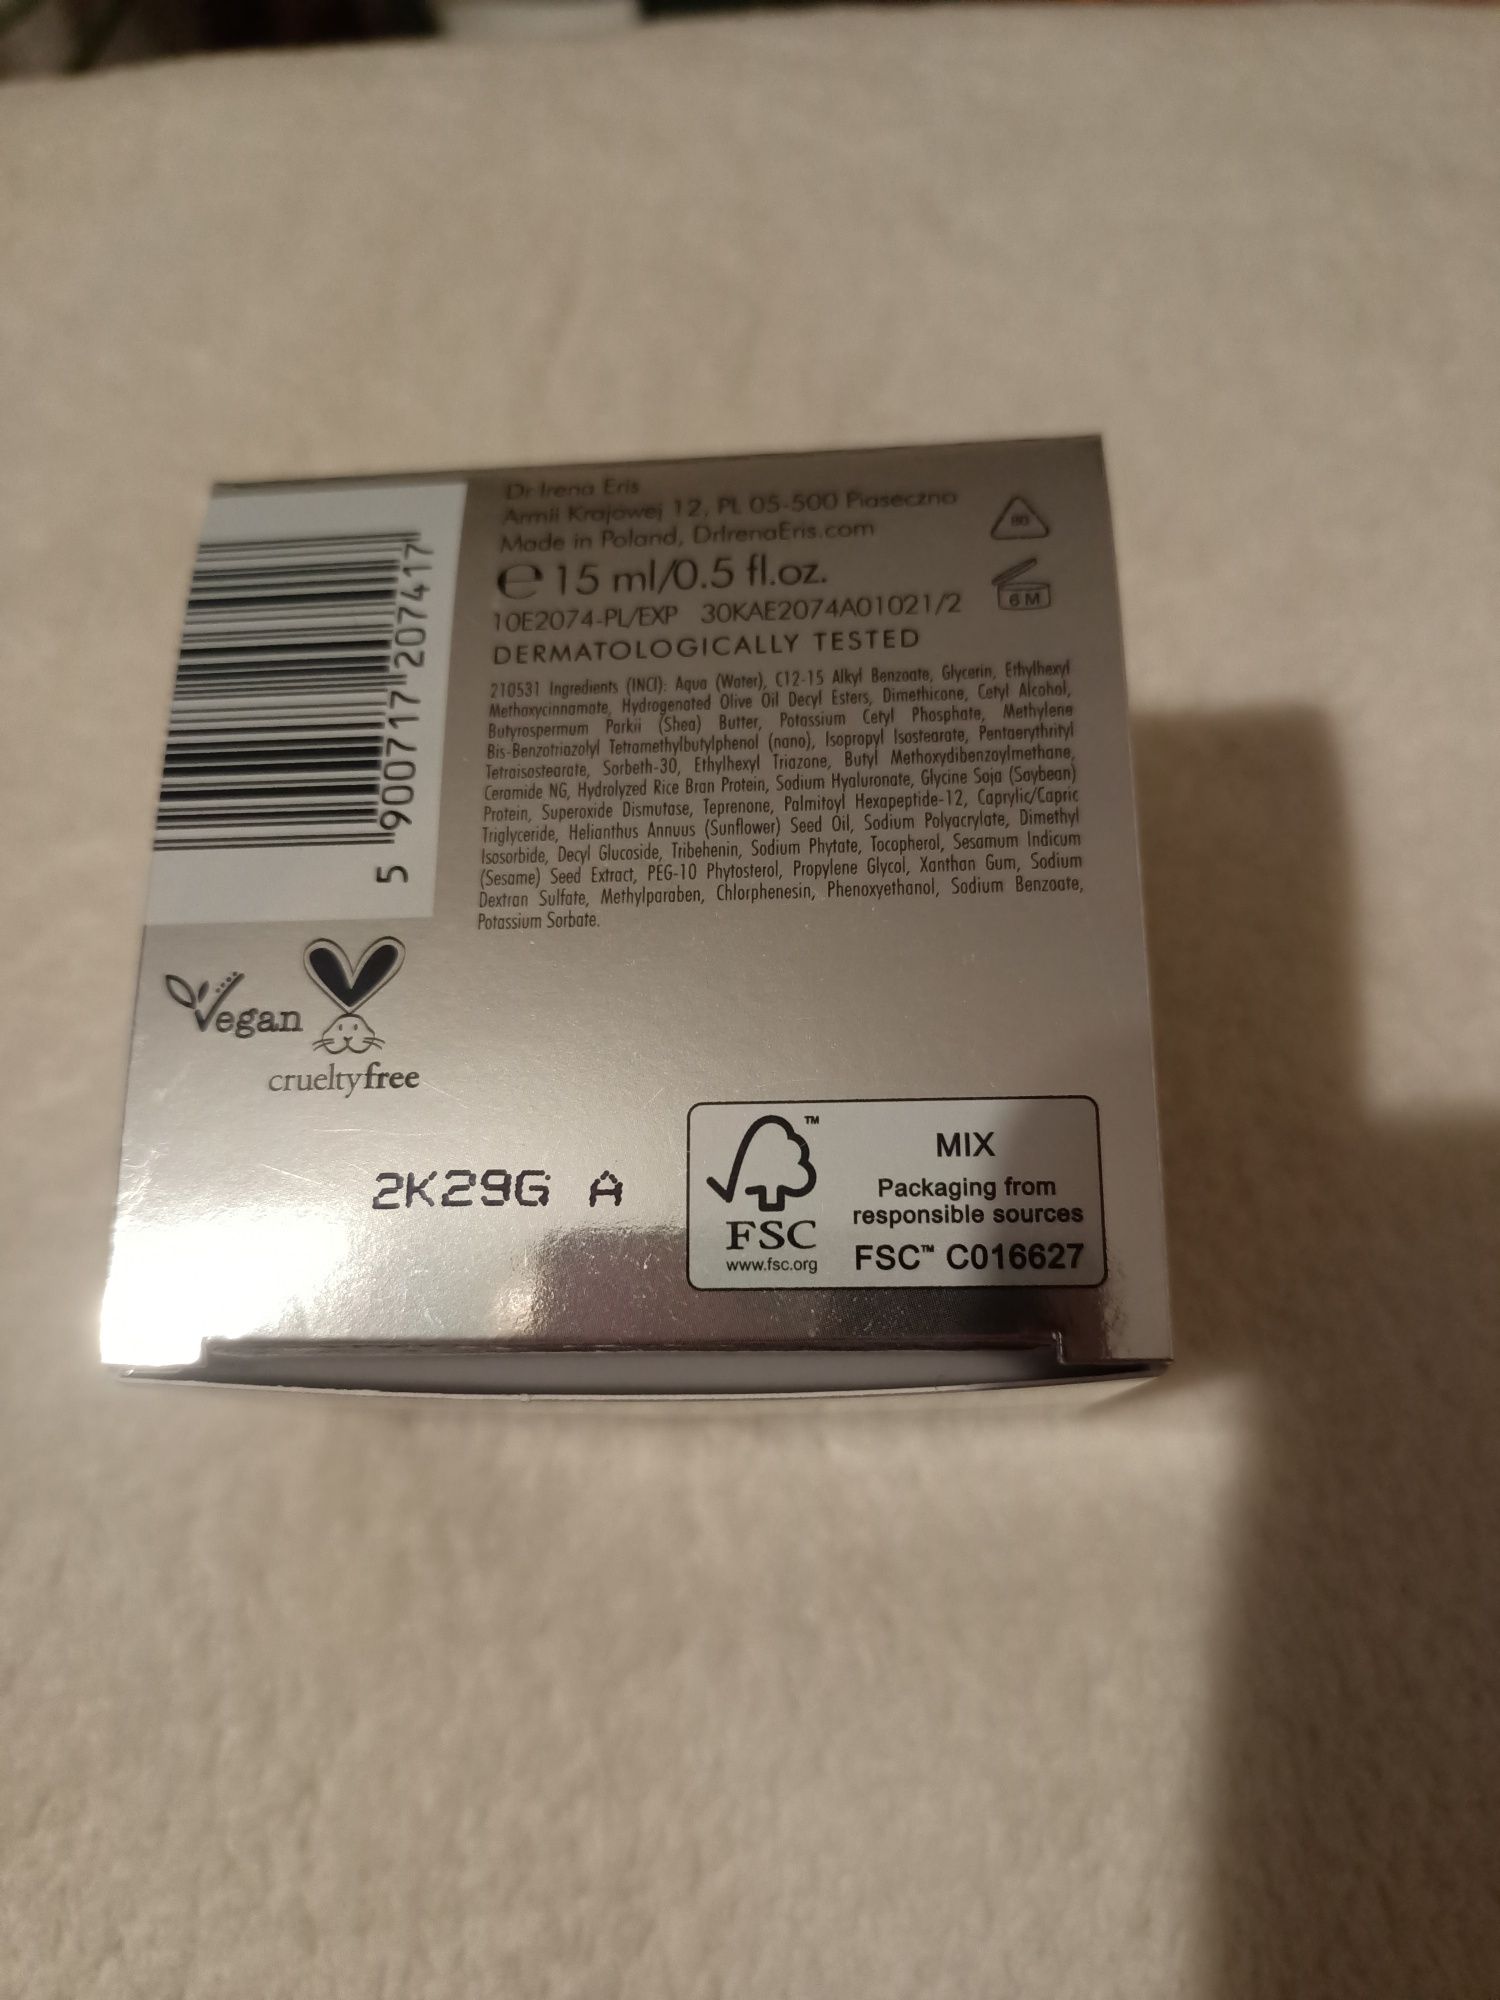 Dr Irena Eris
Armii Krajowej 12, PL 05-500 Piaseczno
Made in Poland, DrIrenaEris.com
℮ 15 ml/0.5 fl.oz.
6 M
10E2074-PL/EXP 30KAE2074A01021/2
DERMATOLOGICALLY TESTED
210531 Ingredients (INCI): Aqua (Water), C12-15 Alkyl Benzoate, Glycerin, Ethylhexyl
Methoxycinnamate, Hydrogenated Olive Oil Decyl Esters, Dimethicone, Cetyl Alcohol,
Butyrospermum Parkii (Shea) Butter, Potassium Cetyl Phosphate, Methylene
Bis-Benzotriazolyl Tetramethylbutylphenol (nano), Isopropyl Isostearate, Pentaerythrityl
Tetraisostearate, Sorbeth-30, Ethylhexyl Triazone, Butyl Methoxydibenzoylmethane,
Ceramide NG, Hydrolyzed Rice Bran Protein, Sodium Hyaluronate, Glycine Soja (Soybean)
Protein, Superoxide Dismutase, Teprenone, Palmitoyl Hexapeptide-12, Caprylic/Capric
Triglyceride, Helianthus Annuus (Sunflower) Seed Oil, Sodium Polyacrylate, Dimethyl
Isosorbide, Decyl Glucoside, Tribehenin, Sodium Phytate, Tocopherol, Sesamum Indicum
(Sesame) Seed Extract, PEG-10 Phytosterol, Propylene Glycol, Xanthan Gum, Sodium
Dextran Sulfate, Methylparaben, Chlorphenesin, Phenoxyethanol, Sodium Benzoate,
Potassium Sorbate.
5 900717 207417
Vegan
crueltyfree
2K29G A
TM
FSC
www.fsc.org
MIX
Packaging from
responsible sources
FSC™ C016627